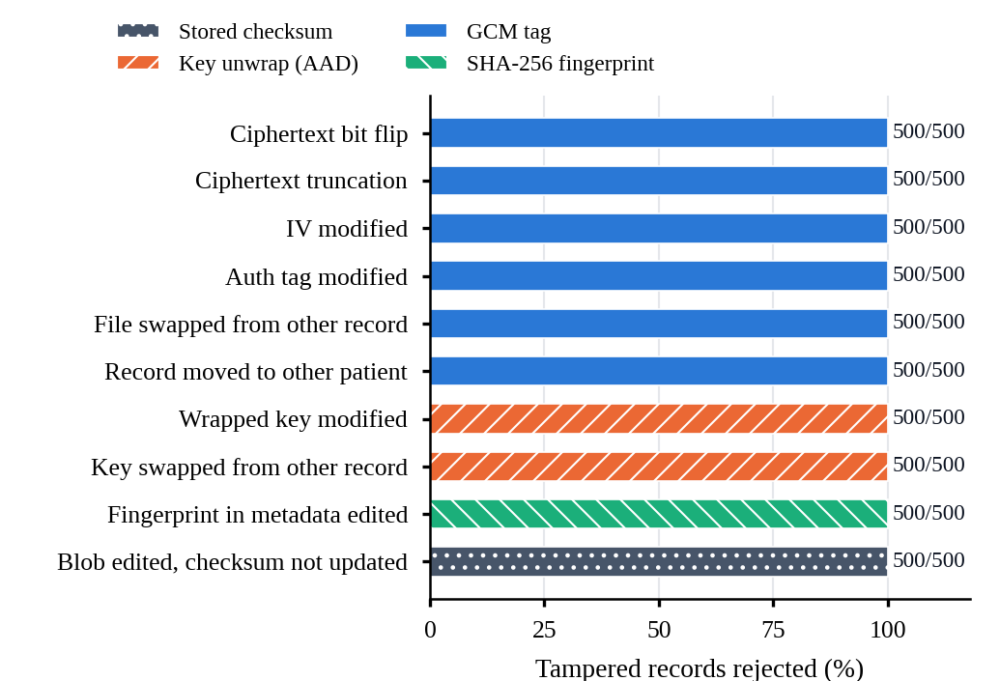 Stored checksum
GCM tag
Key unwrap (AAD)
SHA-256 fingerprint
Ciphertext bit flip 500/500
Ciphertext truncation 500/500
IV modified 500/500
Auth tag modified 500/500
File swapped from other record 500/500
Record moved to other patient 500/500
Wrapped key modified 500/500
Key swapped from other record 500/500
Fingerprint in metadata edited 500/500
Blob edited, checksum not updated 500/500
0 25 50 75 100
Tampered records rejected (%)